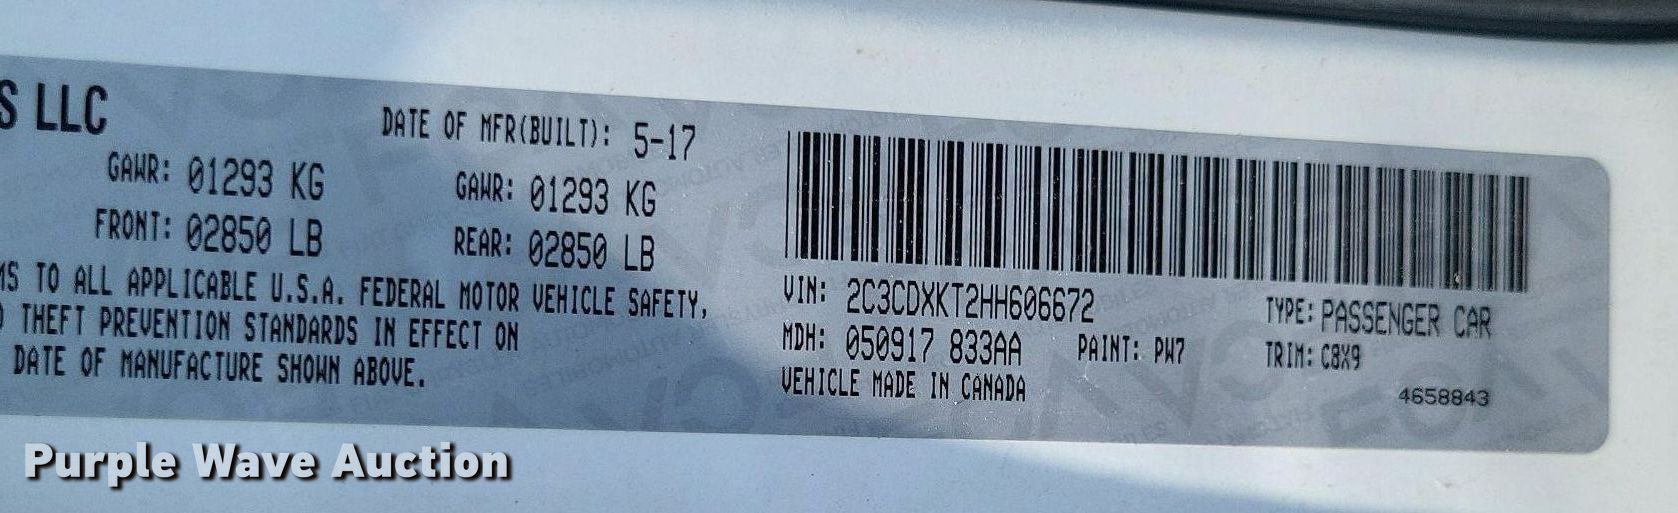 S LLC
DATE OF MFR(BUILT): 5-17
GAWR: 01293 KG GAWR: 01293 KG
FRONT: 02850 LB REAR: 02850 LB
MS TO ALL APPLICABLE U.S.A. FEDERAL MOTOR VEHICLE SAFETY,
THEFT PREVENTION STANDARDS IN EFFECT ON
DATE OF MANUFACTURE SHOWN ABOVE.
VIN: 2C3CDXKT2HH606672 TYPE: PASSENGER CAR
MDH: 050917 833AA PAINT: PW7 TRIM: C8X9
VEHICLE MADE IN CANADA 4658843
Purple Wave Auction